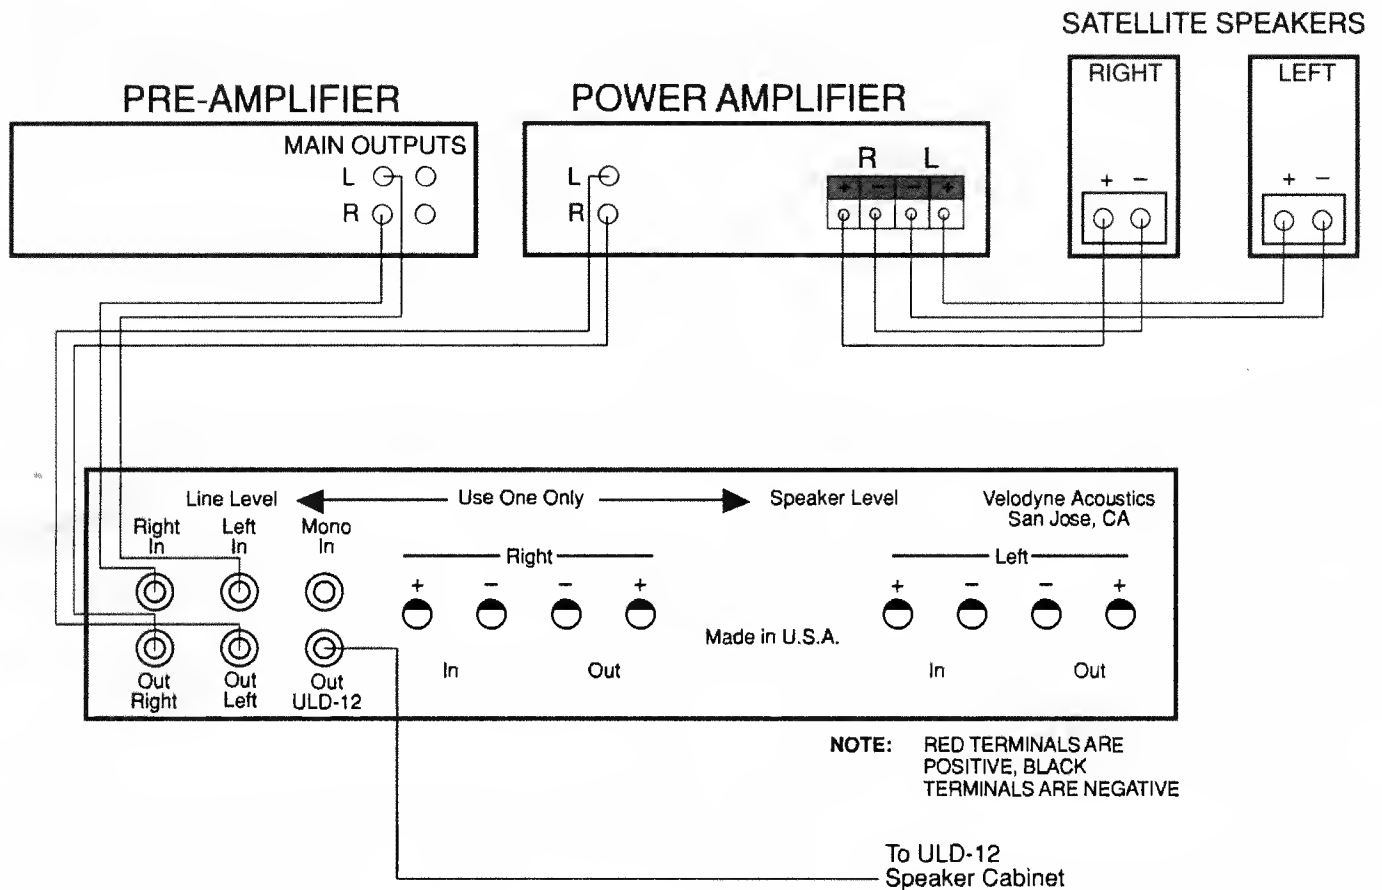 SATELLITE SPEAKERS
RIGHT
LEFT
PRE-AMPLIFIER
POWER AMPLIFIER
MAIN OUTPUTS
L
R
L
R
R L
+ − − +
+ −
+ −
Line Level
Use One Only
Speaker Level
Velodyne Acoustics
San Jose, CA
Right
In
Left
In
Mono
In
Right
Left
+ − − +
+ − − +
Made in U.S.A.
In
Out
In
Out
Out
Right
Out
Left
Out
ULD-12
NOTE: RED TERMINALS ARE
POSITIVE, BLACK
TERMINALS ARE NEGATIVE
To ULD-12
Speaker Cabinet